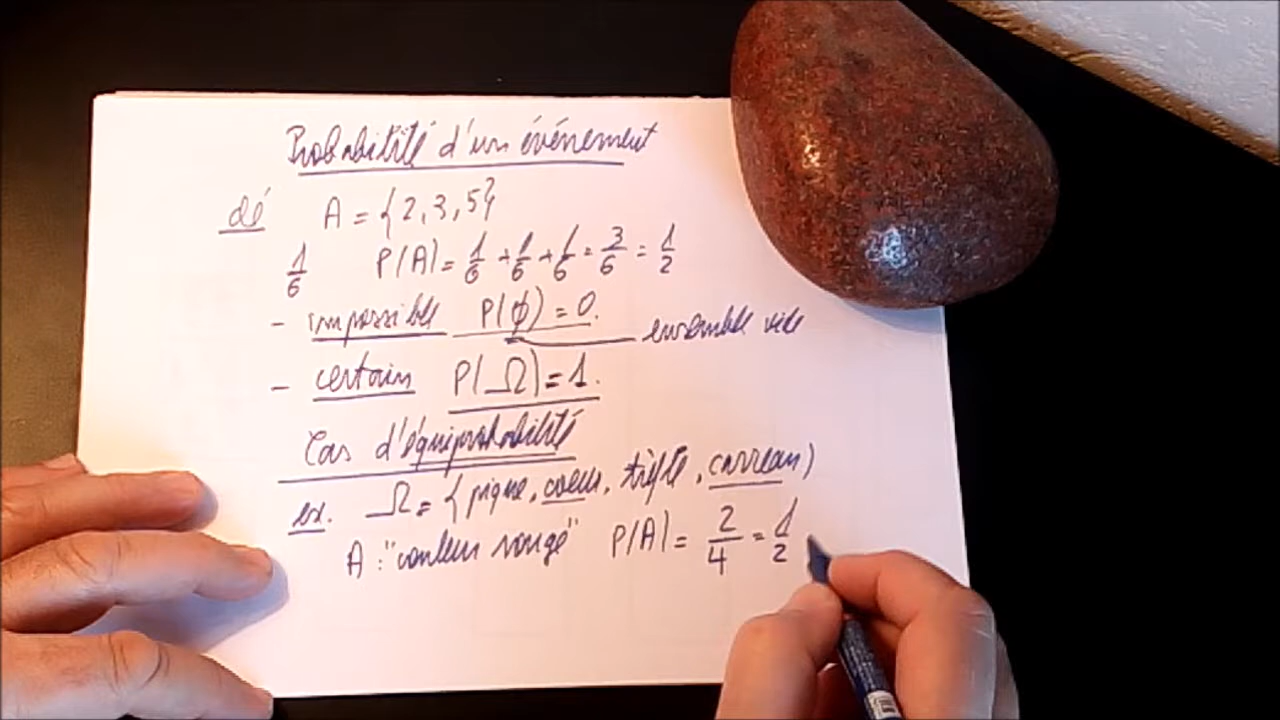 Probabilité d'un événement
dé A = {2, 3, 5}
1/6 P(A) = 1/6 + 1/6 + 1/6 = 3/6 = 1/2
- impossible P(ϕ) = 0. ensemble vide
- certain P(Ω) = 1.
Cas d'équiprobabilité
ex. Ω = { pique, coeur, trèfle, carreau }
A : "couleur rouge" P(A) = 2/4 = 1/2